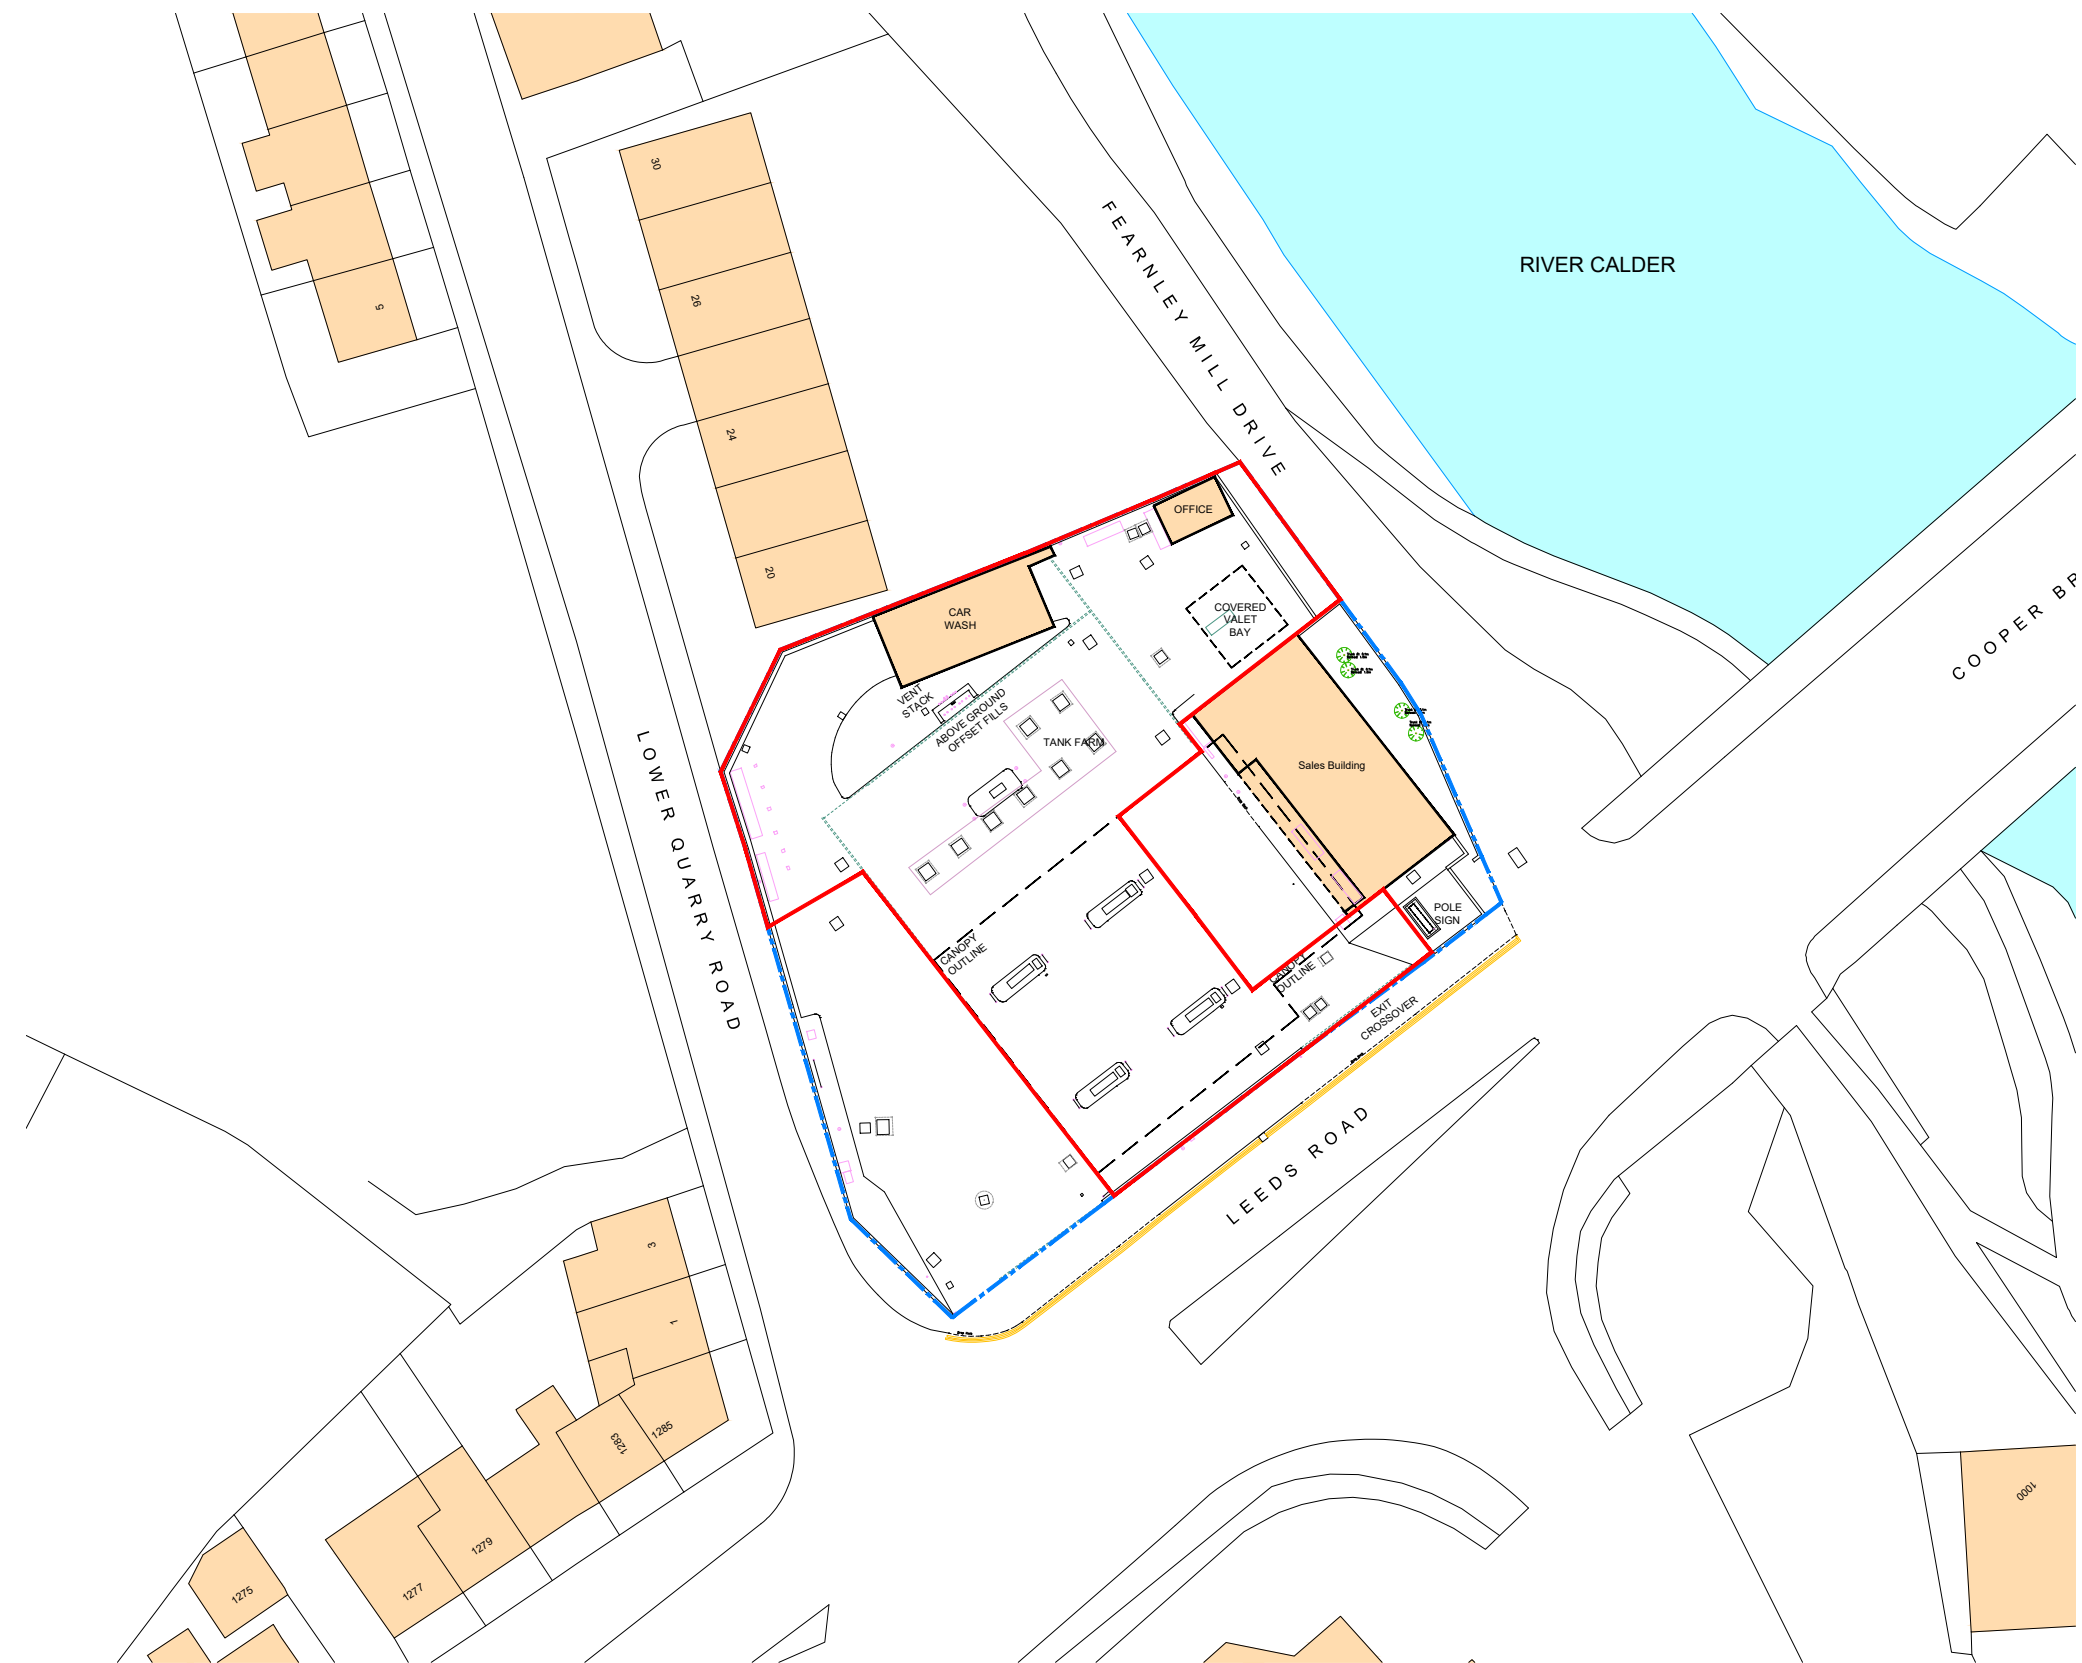 30
5
26
24
20
RIVER CALDER
FEARNLEY MILL DRIVE
COOPER BR
OFFICE
CAR
WASH
COVERED
VALET
BAY
VENT
STACK
ABOVE GROUND
OFFSET FILLS
TANK FARM
Sales Building
LOWER QUARRY ROAD
POLE
SIGN
CANOPY
OUTLINE
CANOPY
OUTLINE
EXIT
CROSSOVER
LEEDS ROAD
3
1
1285
1283
1279
1277
1275
1000